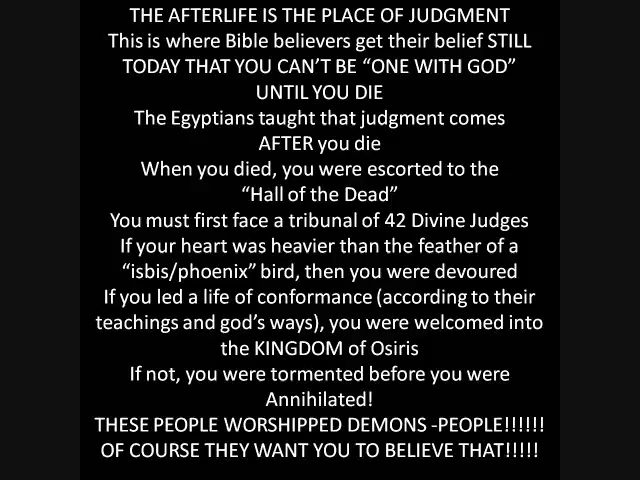 THE AFTERLIFE IS THE PLACE OF JUDGMENT
This is where Bible believers get their belief STILL
TODAY THAT YOU CAN'T BE “ONE WITH GOD”
UNTIL YOU DIE
The Egyptians taught that judgment comes
AFTER you die
When you died, you were escorted to the
“Hall of the Dead”
You must first face a tribunal of 42 Divine Judges
If your heart was heavier than the feather of a
“isbis/phoenix” bird, then you were devoured
If you led a life of conformance (according to their
teachings and god's ways), you were welcomed into
the KINGDOM of Osiris
If not, you were tormented before you were
Annihilated!
THESE PEOPLE WORSHIPPED DEMONS -PEOPLE!!!!!!
OF COURSE THEY WANT YOU TO BELIEVE THAT!!!!!